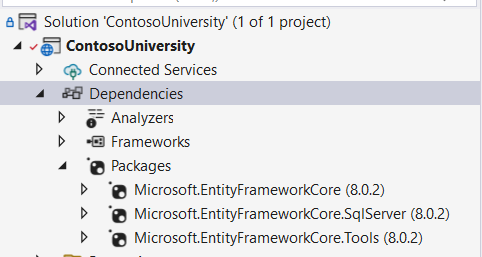 Solution 'ContosoUniversity' (1 of 1 project)
ContosoUniversity
Connected Services
Dependencies
Analyzers
Frameworks
Packages
Microsoft.EntityFrameworkCore (8.0.2)
Microsoft.EntityFrameworkCore.SqlServer (8.0.2)
Microsoft.EntityFrameworkCore.Tools (8.0.2)